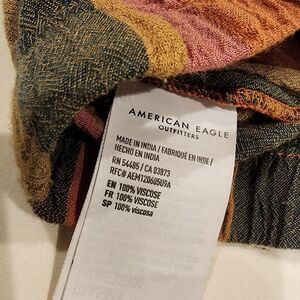 AMERICAN EAGLE
OUTFITTERS
MADE IN INDIA / FABRIQUÉ EN INDE /
HECHO EN INDIA
RN 54485 / CA 03873
RFC# AEM120605U9A
EN 100% VISCOSE
FR 100% VISCOSE
SP 100% viscosa